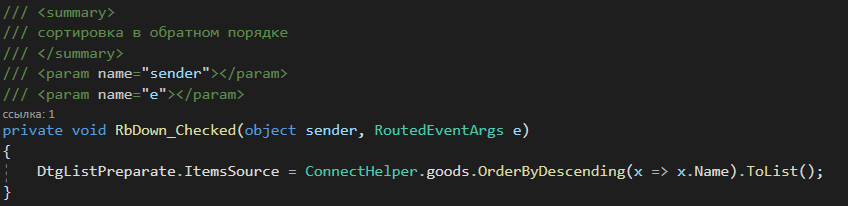 /// <summary>
/// сортировка в обратном порядке
/// </summary>
/// <param name="sender"></param>
/// <param name="e"></param>
ссылка: 1
private void RbDown_Checked(object sender, RoutedEventArgs e)
{
DtgListPreparate.ItemsSource = ConnectHelper.goods.OrderByDescending(x => x.Name).ToList();
}